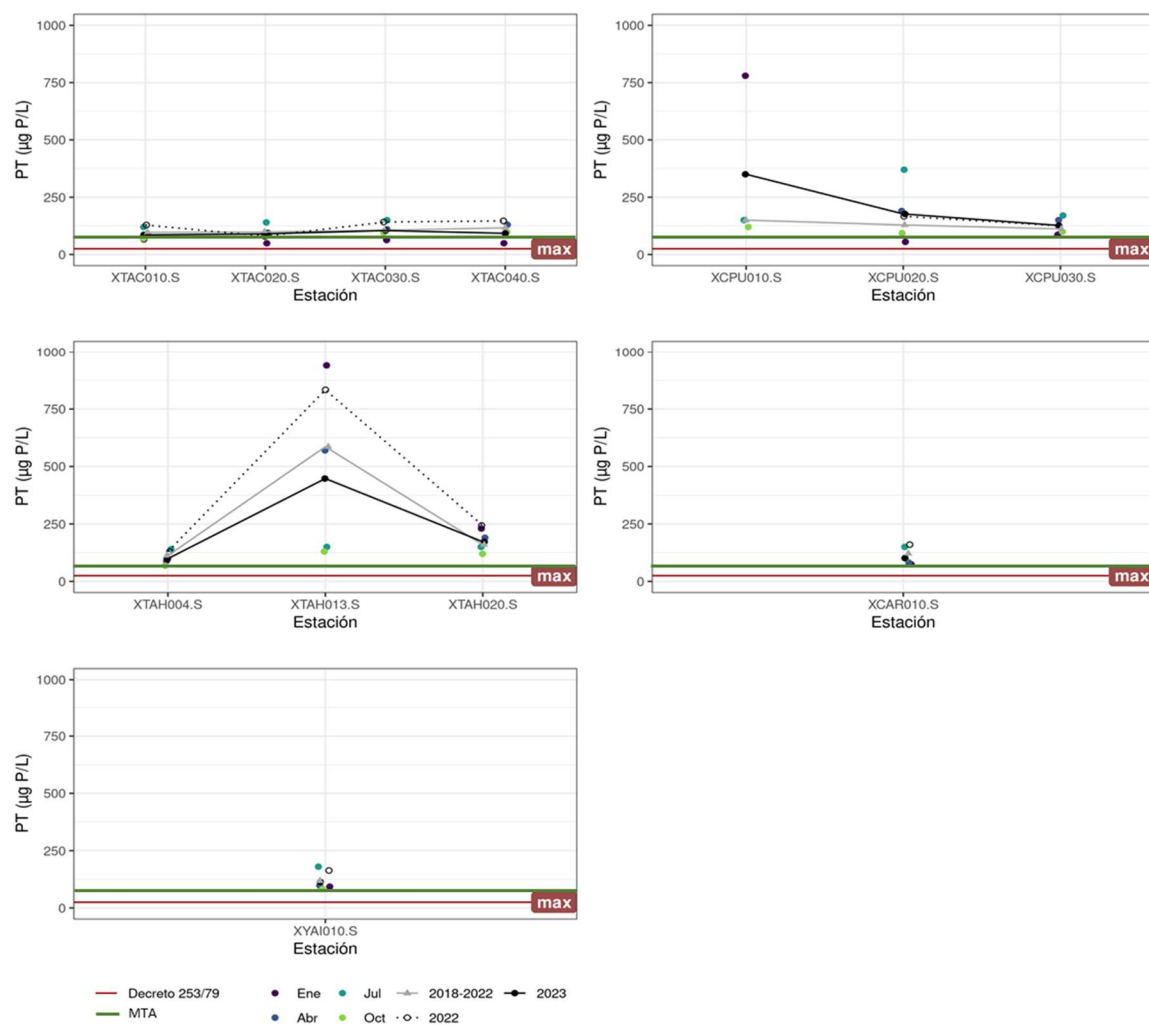 1000
750
500
250
0
PT (µg P/L)
max
XTAC010.S XTAC020.S XTAC030.S XTAC040.S
Estación
1000
750
500
250
0
PT (µg P/L)
max
XCPU010.S XCPU020.S XCPU030.S
Estación
1000
750
500
250
0
PT (µg P/L)
max
XTAH004.S XTAH013.S XTAH020.S
Estación
1000
750
500
250
0
PT (µg P/L)
max
XCAR010.S
Estación
1000
750
500
250
0
PT (µg P/L)
max
XYAI010.S
Estación
Decreto 253/79 Ene Jul 2018-2022 2023
MTA Abr Oct 2022